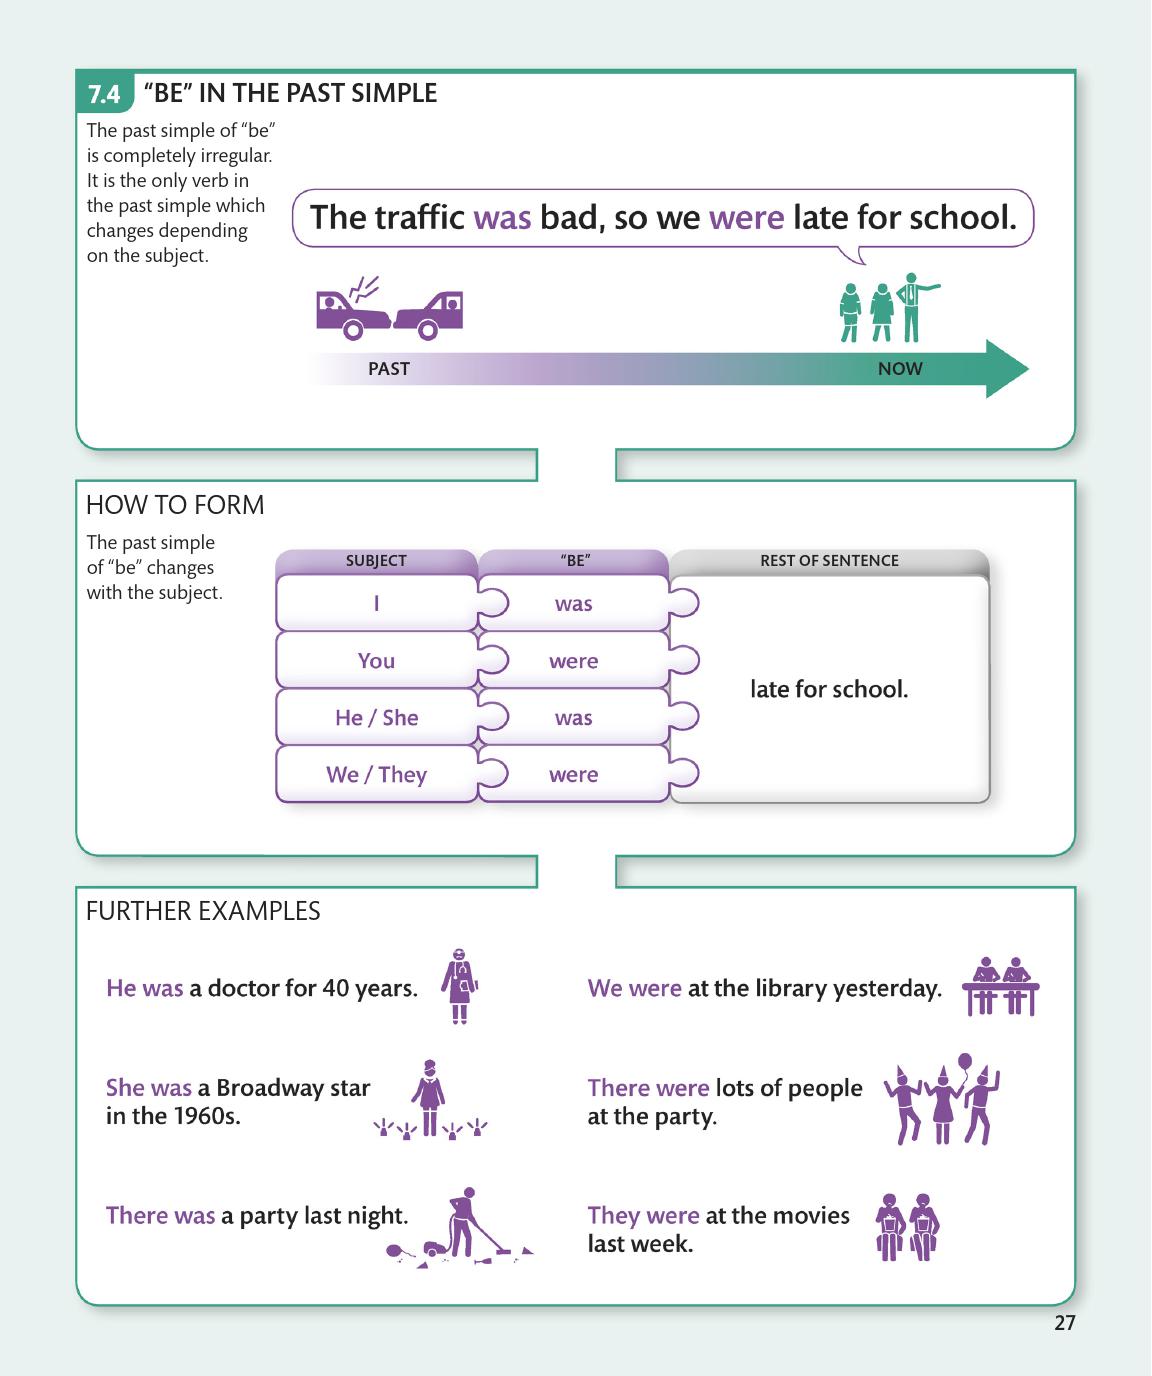 7.4 “BE” IN THE PAST SIMPLE
The past simple of “be”
is completely irregular.
It is the only verb in
the past simple which
changes depending
on the subject.
The traffic was bad, so we were late for school.
PAST
NOW
HOW TO FORM
The past simple
of “be” changes
with the subject.
SUBJECT “BE” REST OF SENTENCE
I was
You were
He / She was
We / They were
late for school.
FURTHER EXAMPLES
He was a doctor for 40 years.
We were at the library yesterday.
She was a Broadway star
in the 1960s.
There were lots of people
at the party.
There was a party last night.
They were at the movies
last week.
27